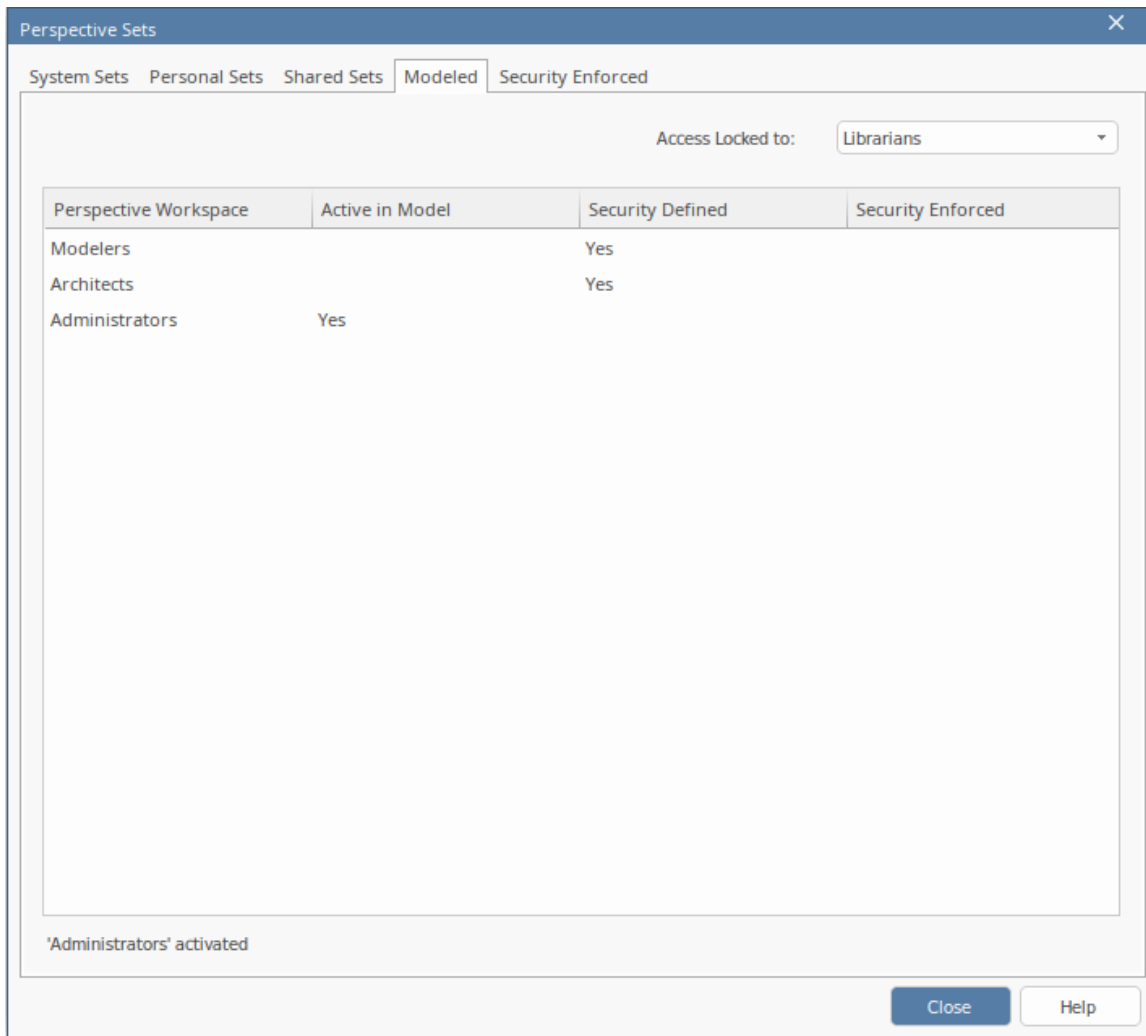 Perspective Sets
System Sets Personal Sets Shared Sets Modeled Security Enforced
Access Locked to: Librarians
Perspective Workspace Active in Model Security Defined Security Enforced
Modelers Yes
Architects Yes
Administrators Yes
'Administrators' activated
Close Help